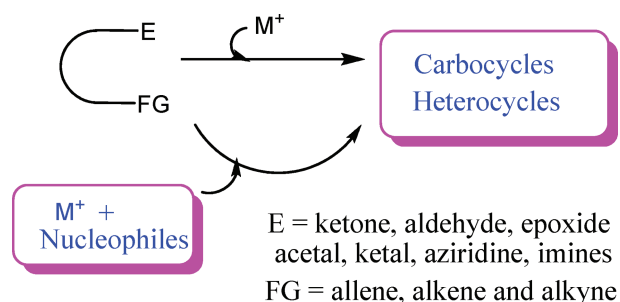 E
M+
FG
Carbocycles
Heterocycles
M+ +
Nucleophiles
E = ketone, aldehyde, epoxide
acetal, ketal, aziridine, imines
FG = allene, alkene and alkyne